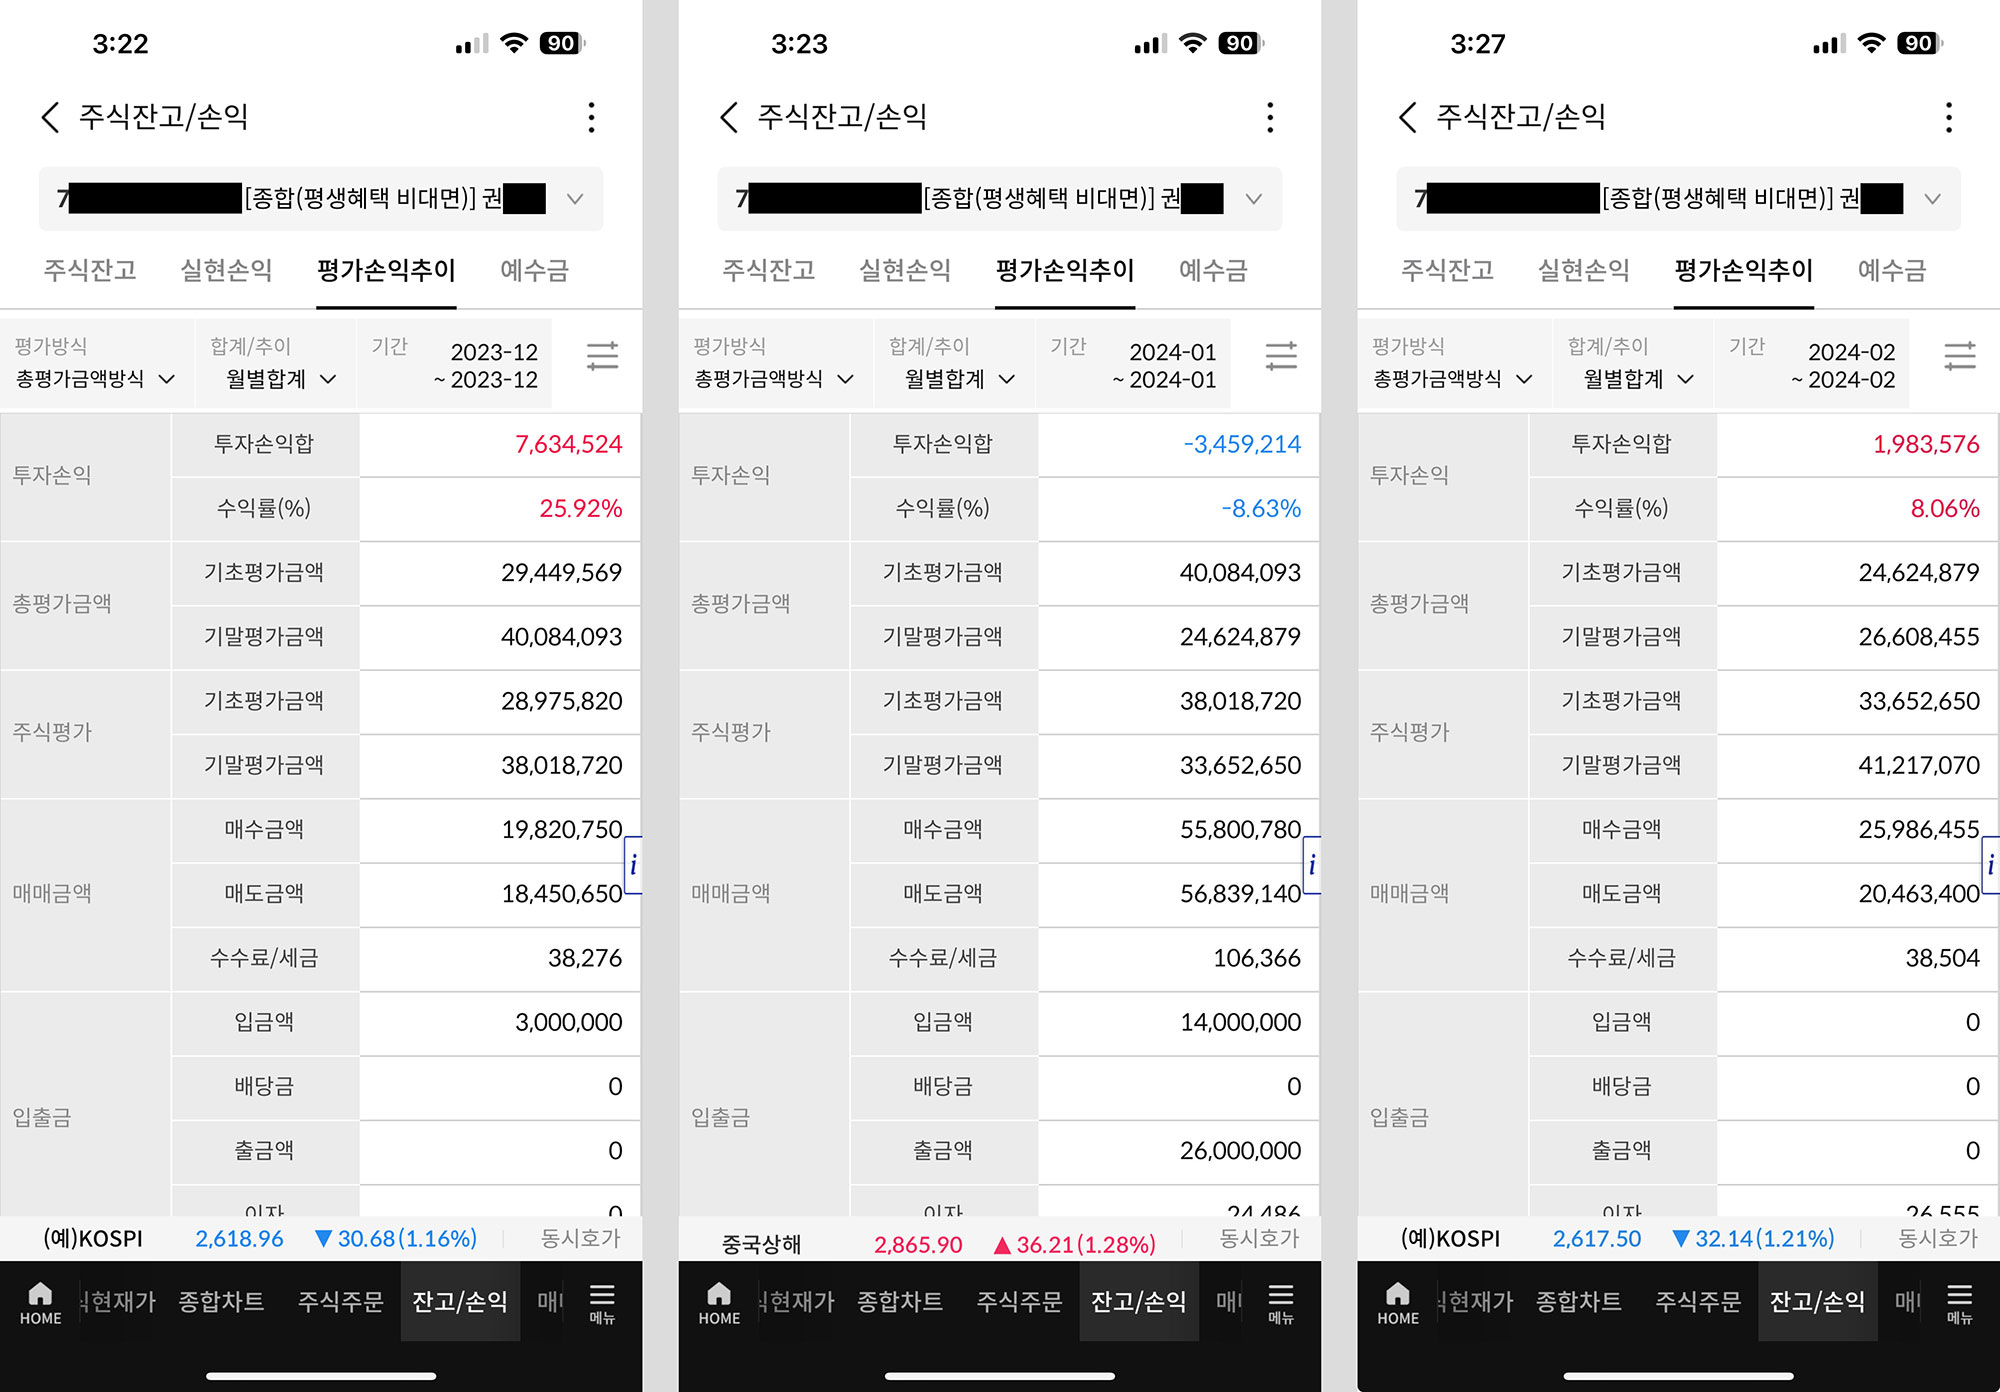 3:22
90
주식잔고/손익
7
[종합(평생혜택 비대면)] 권
주식잔고 실현손익 평가손익추이 예수금
평가방식 합계/추이 기간 2023-12
총평가금액방식 월별합계 ~ 2023-12
투자손익
투자손익합 7,634,524
수익률(%) 25.92%
총평가금액
기초평가금액 29,449,569
기말평가금액 40,084,093
주식평가
기초평가금액 28,975,820
기말평가금액 38,018,720
매매금액
매수금액 19,820,750
매도금액 18,450,650
수수료/세금 38,276
i
입출금
입금액 3,000,000
배당금 0
출금액 0
이자 0
(예)KOSPI 2,618.96 ▼30.68(1.16%) 동시호가
HOME 현재가 종합차트 주식주문 잔고/손익 메뉴
3:23
90
주식잔고/손익
7
[종합(평생혜택 비대면)] 권
주식잔고 실현손익 평가손익추이 예수금
평가방식 합계/추이 기간 2024-01
총평가금액방식 월별합계 ~ 2024-01
투자손익
투자손익합 -3,459,214
수익률(%) -8.63%
총평가금액
기초평가금액 40,084,093
기말평가금액 24,624,879
주식평가
기초평가금액 38,018,720
기말평가금액 33,652,650
매매금액
매수금액 55,800,780
매도금액 56,839,140
수수료/세금 106,366
i
입출금
입금액 14,000,000
배당금 0
출금액 26,000,000
이자 24,486
중국상해 2,865.90 ▲36.21(1.28%) 동시호가
HOME 현재가 종합차트 주식주문 잔고/손익 메뉴
3:27
90
주식잔고/손익
7
[종합(평생혜택 비대면)] 권
주식잔고 실현손익 평가손익추이 예수금
평가방식 합계/추이 기간 2024-02
총평가금액방식 월별합계 ~ 2024-02
투자손익
투자손익합 1,983,576
수익률(%) 8.06%
총평가금액
기초평가금액 24,624,879
기말평가금액 26,608,455
주식평가
기초평가금액 33,652,650
기말평가금액 41,217,070
매매금액
매수금액 25,986,455
매도금액 20,463,400
수수료/세금 38,504
i
입출금
입금액 0
배당금 0
출금액 0
이자 26,555
(예)KOSPI 2,617.50 ▼32.14(1.21%) 동시호가
HOME 현재가 종합차트 주식주문 잔고/손익 메뉴